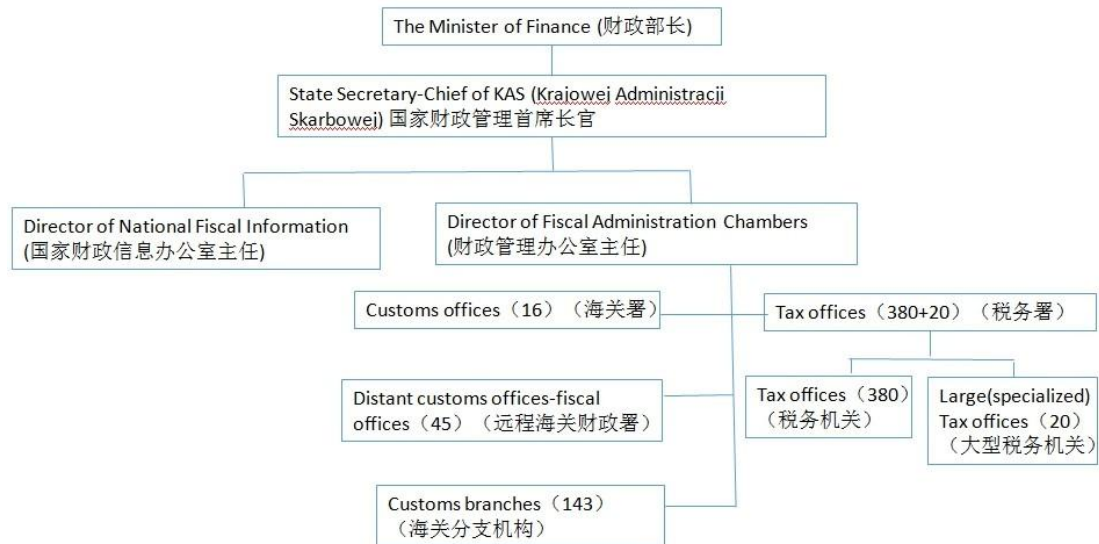 The Minister of Finance (财政部长)
State Secretary-Chief of KAS (Krajowej Administracji
Skarbowej) 国家财政管理首席长官
Director of National Fiscal Information
(国家财政信息办公室主任)
Director of Fiscal Administration Chambers
(财政管理办公室主任)
Customs offices（16）（海关署）
Tax offices（380+20）（税务署）
Distant customs offices-fiscal
offices（45）（远程海关财政署）
Tax offices（380）
（税务机关）
Large(specialized)
Tax offices（20）
（大型税务机关）
Customs branches（143）
（海关分支机构）